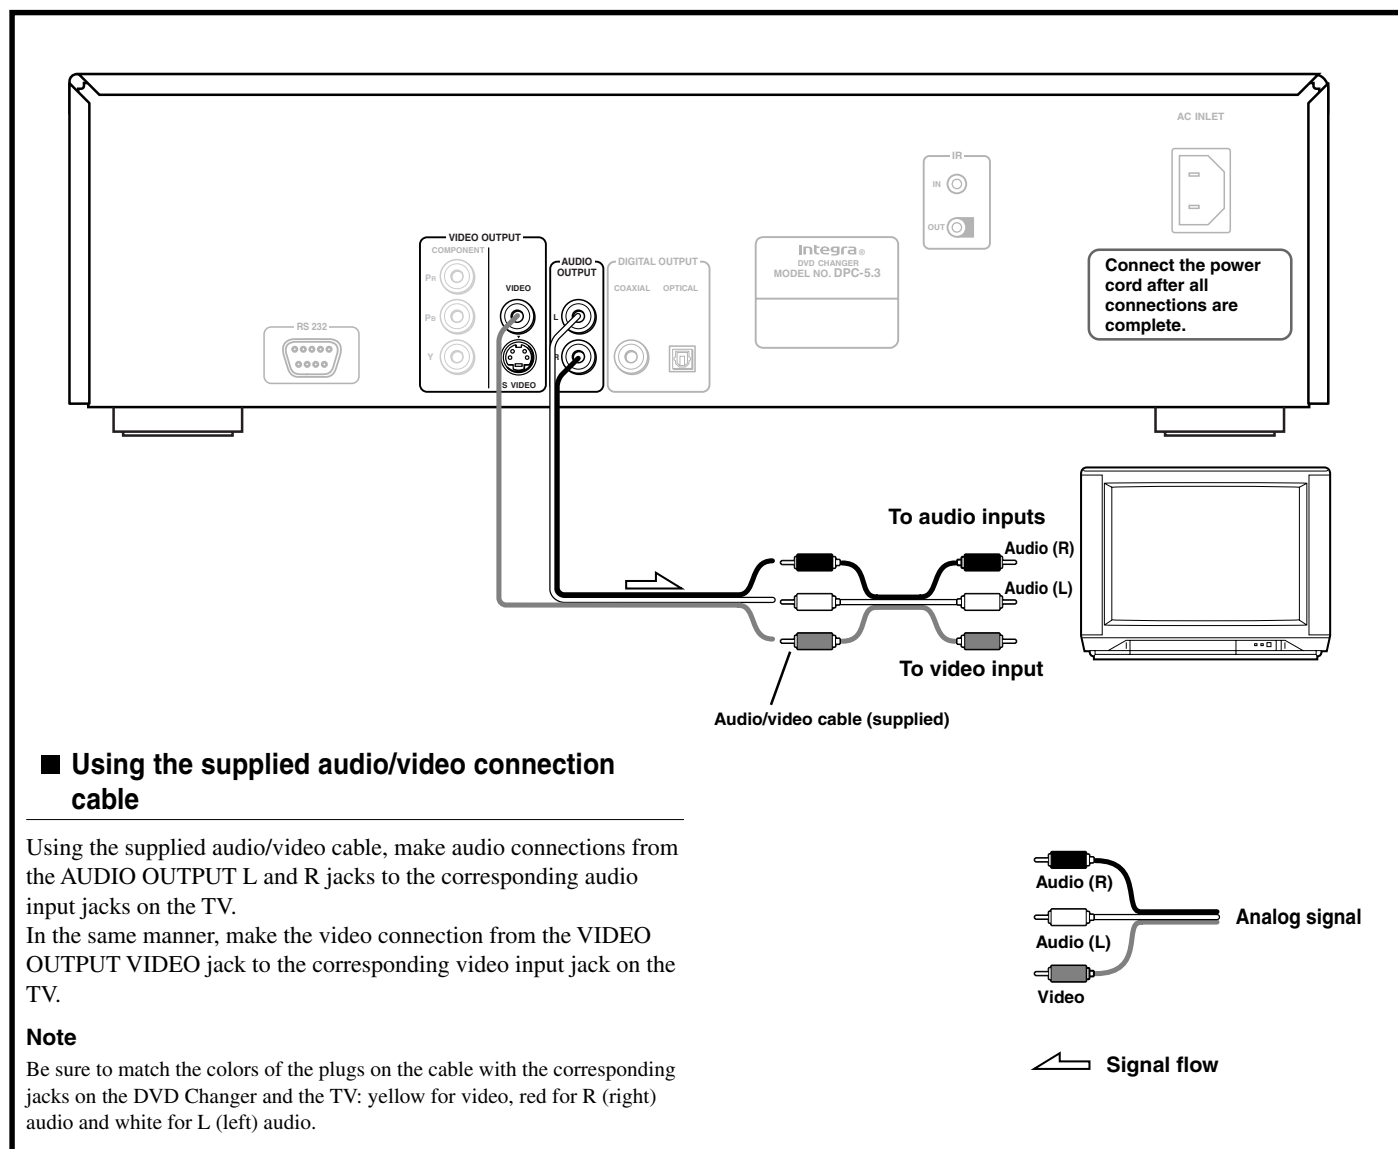 AC INLET
IR
IN
OUT
VIDEO OUTPUT
COMPONENT
PR
PB
Y
VIDEO
S VIDEO
AUDIO
OUTPUT
L
R
DIGITAL OUTPUT
COAXIAL OPTICAL
Integra®
DVD CHANGER
MODEL NO. DPC-5.3
RS 232
Connect the power
cord after all
connections are
complete.
To audio inputs
Audio (R)
Audio (L)
To video input
Audio/video cable (supplied)
■ Using the supplied audio/video connection
cable
Using the supplied audio/video cable, make audio connections from
the AUDIO OUTPUT L and R jacks to the corresponding audio
input jacks on the TV.
In the same manner, make the video connection from the VIDEO
OUTPUT VIDEO jack to the corresponding video input jack on the
TV.
Note
Be sure to match the colors of the plugs on the cable with the corresponding
jacks on the DVD Changer and the TV: yellow for video, red for R (right)
audio and white for L (left) audio.
Audio (R)
Audio (L)
Video
Analog signal
Signal flow